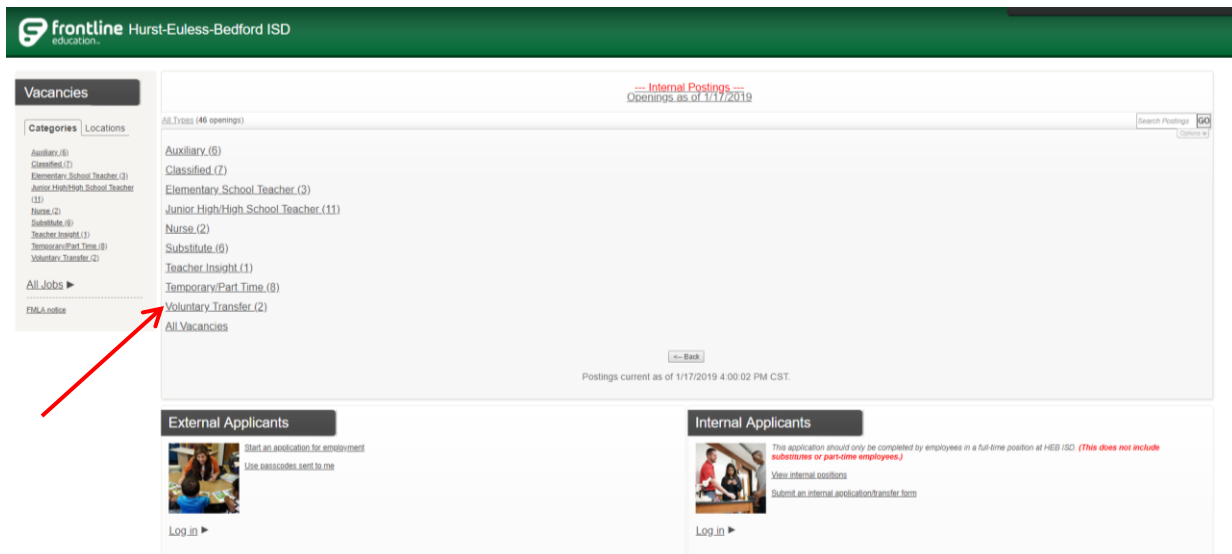 frontline education. Hurst-Euless-Bedford ISD
Vacancies
Categories Locations
Auxiliary (6)
Classified (7)
Elementary School Teacher (3)
Junior High/High School Teacher
(11)
Nurse (2)
Substitute (6)
Teacher Insight (1)
Temporary/Part Time (8)
Voluntary Transfer (2)
All Jobs ►
FMLA notice
--- Internal Postings ---
Openings as of 1/17/2019
All Types (46 openings)
Search Postings GO
Options
Auxiliary (6)
Classified (7)
Elementary School Teacher (3)
Junior High/High School Teacher (11)
Nurse (2)
Substitute (6)
Teacher Insight (1)
Temporary/Part Time (8)
Voluntary Transfer (2)
All Vacancies
<-- Back
Postings current as of 1/17/2019 4:00:02 PM CST.
External Applicants
Start an application for employment
Use passcodes sent to me
Log in ►
Internal Applicants
This application should only be completed by employees in a full-time position at HEB ISD. (This does not include
substitutes or part-time employees.)
View internal positions
Submit an internal application/transfer form
Log in ►